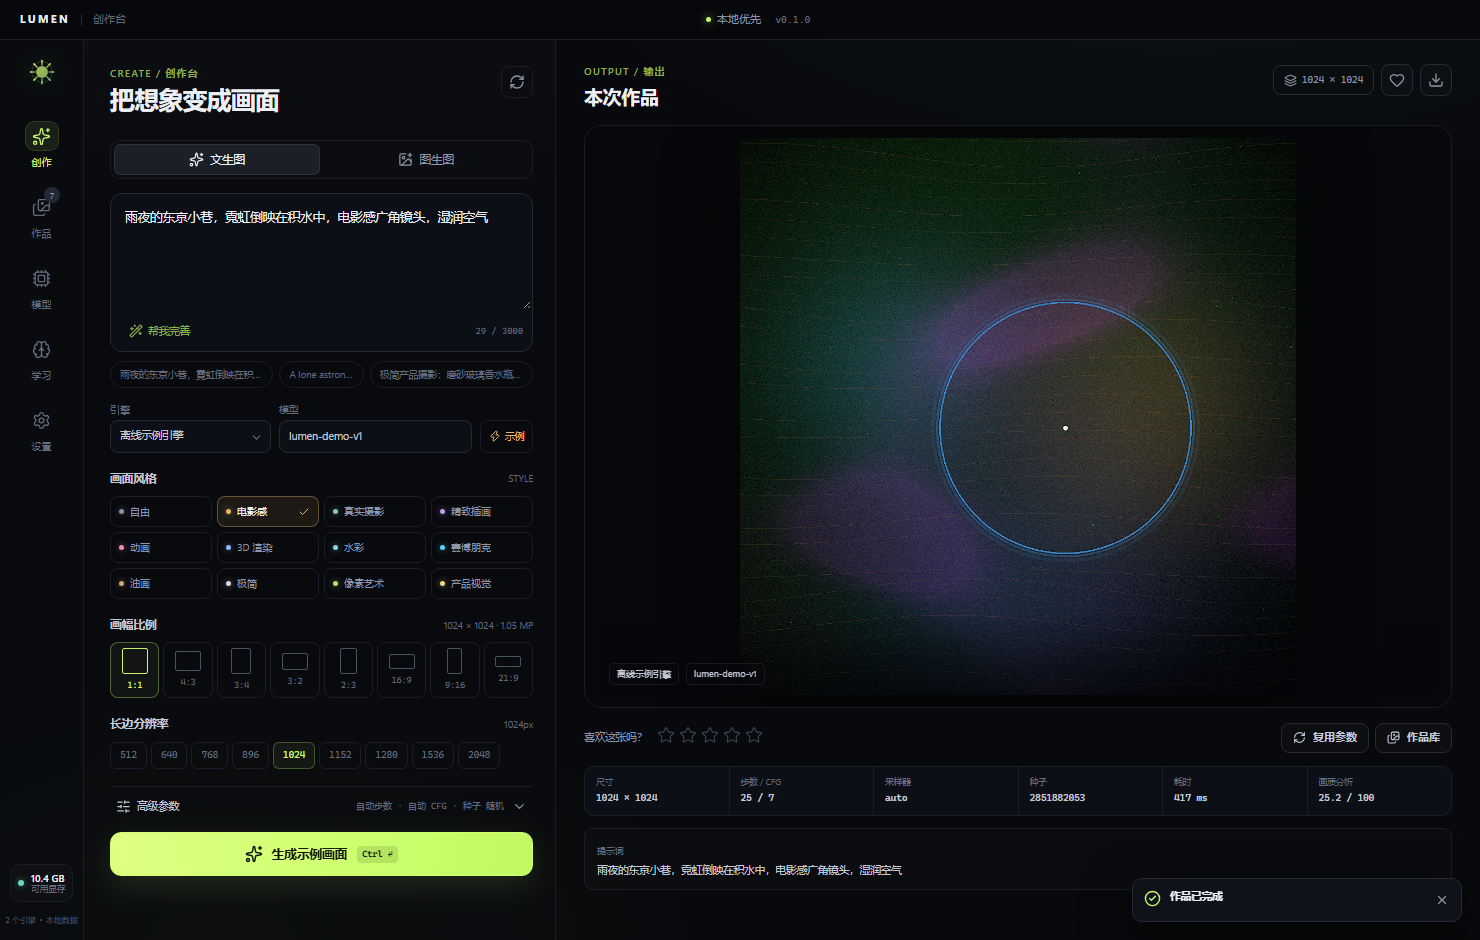 LUMEN
创作台
本地优先 v0.1.0
创作
7
作品
模型
学习
设置
10.4 GB
可用显存
2 个引擎 • 本地数据
CREATE / 创作台
把想象变成画面
文生图
图生图
雨夜的东京小巷，霓虹倒映在积水中，电影感广角镜头，湿润空气
帮我完善
29 / 3000
雨夜的东京小巷，霓虹倒映在积...
A lone astron...
极简产品摄影：磨砂玻璃香水瓶...
引擎
模型
离线示例引擎
lumen-demo-v1
示例
画面风格
STYLE
自由
电影感
真实摄影
精致插画
动画
3D 渲染
水彩
赛博朋克
油画
极简
像素艺术
产品视觉
画幅比例
1024 × 1024 · 1.05 MP
1:1
4:3
3:4
3:2
2:3
16:9
9:16
21:9
长边分辨率
1024px
512
640
768
896
1024
1152
1280
1536
2048
高级参数
自动步数 · 自动 CFG · 种子 随机
生成示例画面 Ctrl ⏎
OUTPUT / 输出
本次作品
1024 × 1024
离线示例引擎
lumen-demo-v1
喜欢这张吗？
复用参数
作品库
尺寸
1024 × 1024
步数 / CFG
25 / 7
采样器
auto
种子
2851882053
耗时
417 ms
画质分析
25.2 / 100
提示词
雨夜的东京小巷，霓虹倒映在积水中，电影感广角镜头，湿润空气
作品已完成